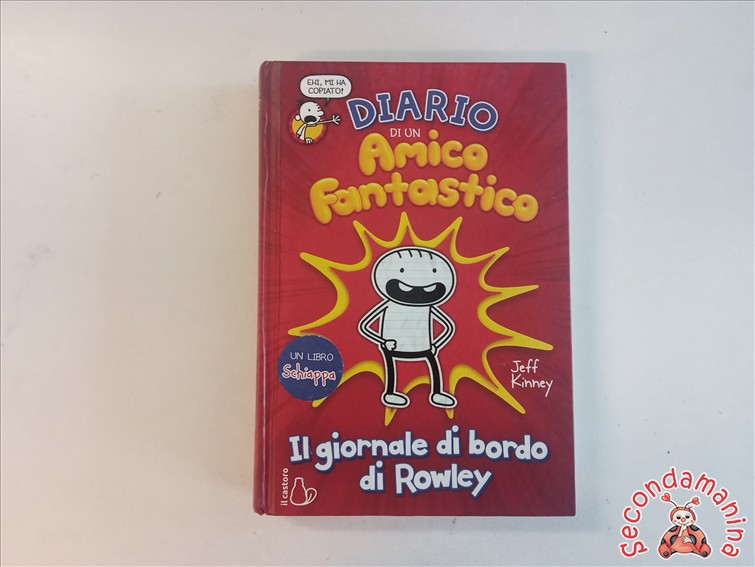 EHI, MI HA
COPIATO!
DIARIO
DI UN
Amico
Fantastico
UN LIBRO
Schiappa
Jeff
Kinney
Il giornale di bordo
di Rowley
il castoro
Secondamanina